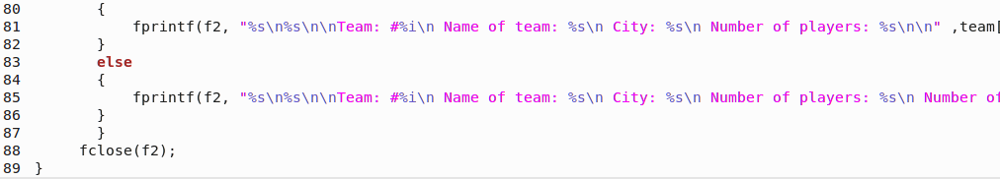 80 {
81 fprintf(f2, "%s\n%s\n\nTeam: #%i\n Name of team: %s\n City: %s\n Number of players: %s\n\n" ,team[
82 }
83 else
84 {
85 fprintf(f2, "%s\n%s\n\nTeam: #%i\n Name of team: %s\n City: %s\n Number of players: %s\n Number of
86 }
87 }
88 fclose(f2);
89 }